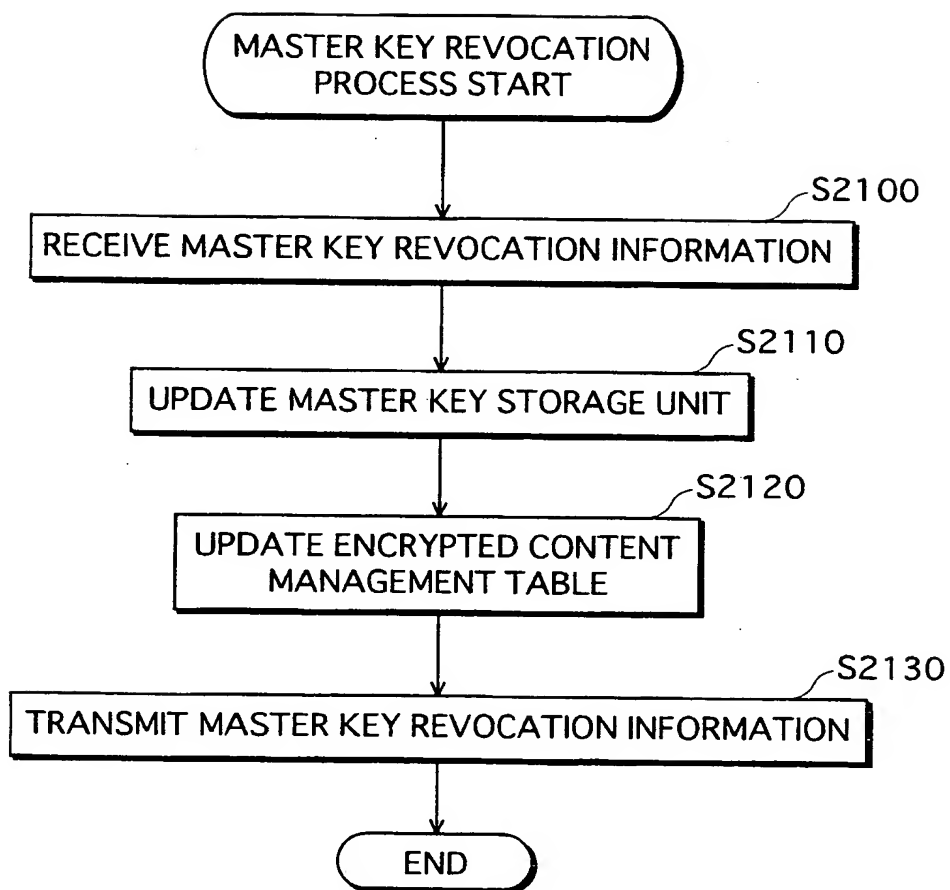 MASTER KEY REVOCATION
PROCESS START
S2100
RECEIVE MASTER KEY REVOCATION INFORMATION
S2110
UPDATE MASTER KEY STORAGE UNIT
S2120
UPDATE ENCRYPTED CONTENT
MANAGEMENT TABLE
S2130
TRANSMIT MASTER KEY REVOCATION INFORMATION
END